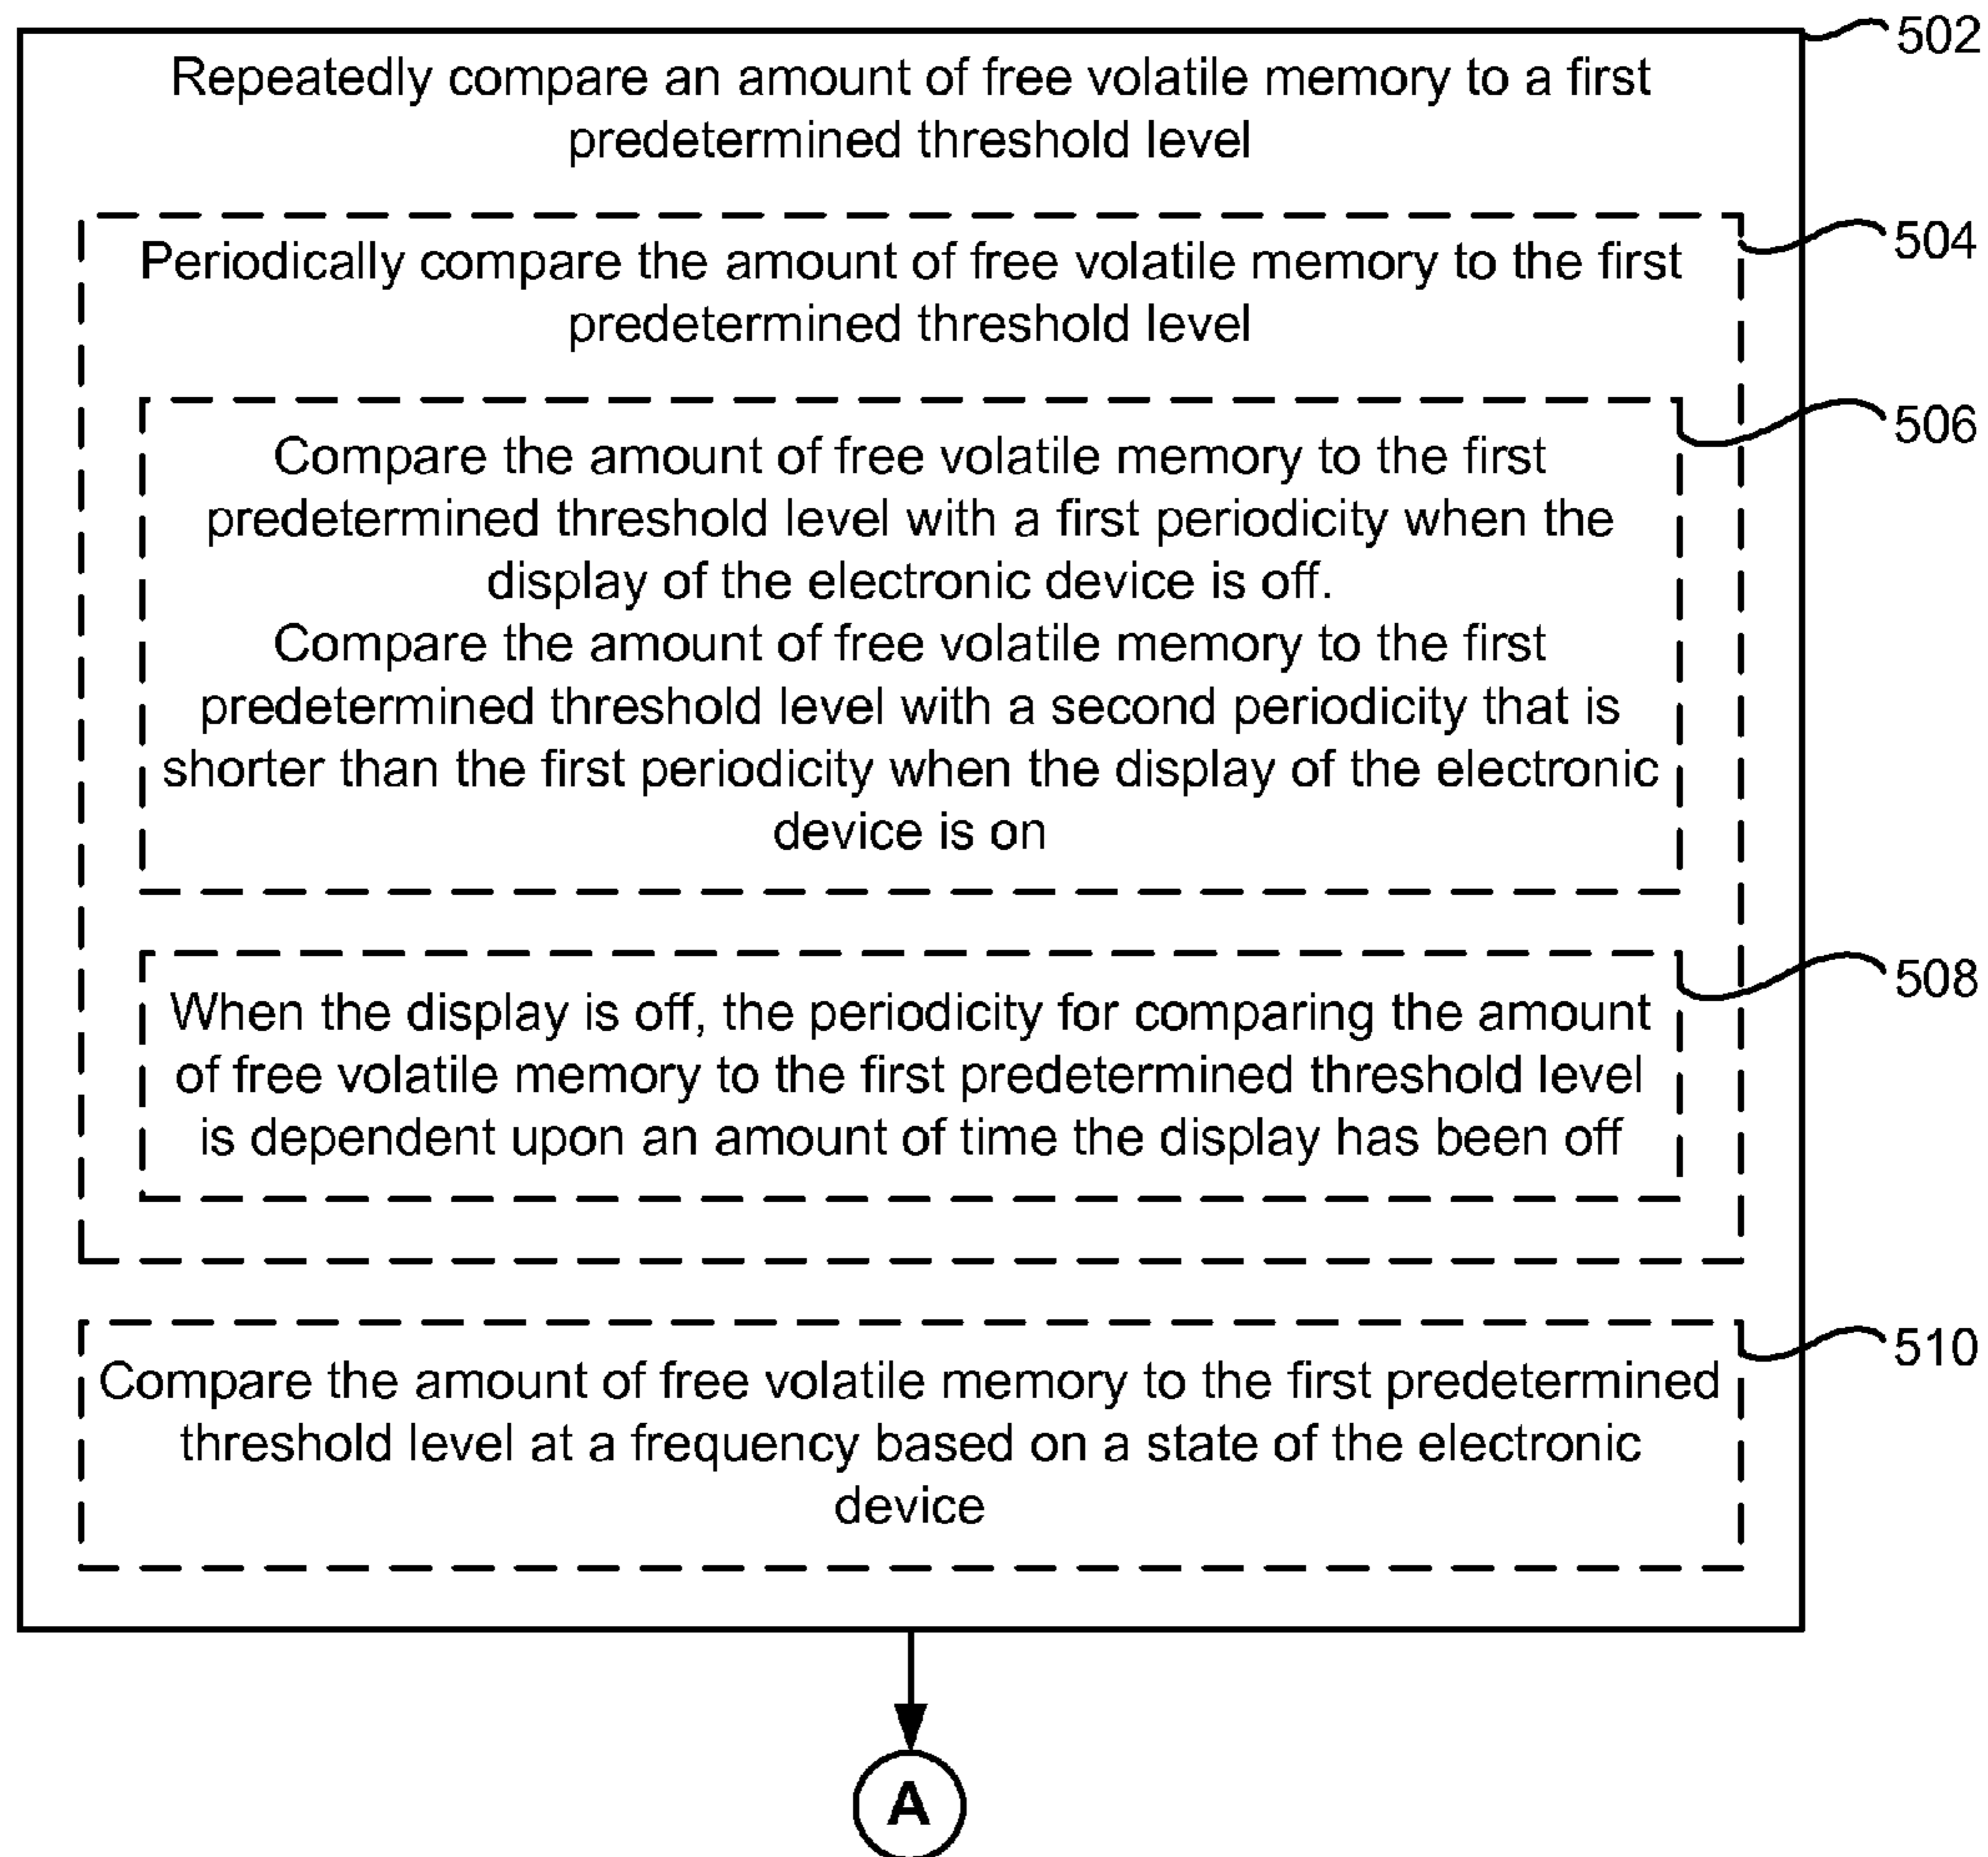 502
Repeatedly compare an amount of free volatile memory to a first
predetermined threshold level
504
Periodically compare the amount of free volatile memory to the first
predetermined threshold level
506
Compare the amount of free volatile memory to the first
predetermined threshold level with a first periodicity when the
display of the electronic device is off.
Compare the amount of free volatile memory to the first
predetermined threshold level with a second periodicity that is
shorter than the first periodicity when the display of the electronic
device is on
508
When the display is off, the periodicity for comparing the amount
of free volatile memory to the first predetermined threshold level
is dependent upon an amount of time the display has been off
510
Compare the amount of free volatile memory to the first predetermined
threshold level at a frequency based on a state of the electronic
device
A